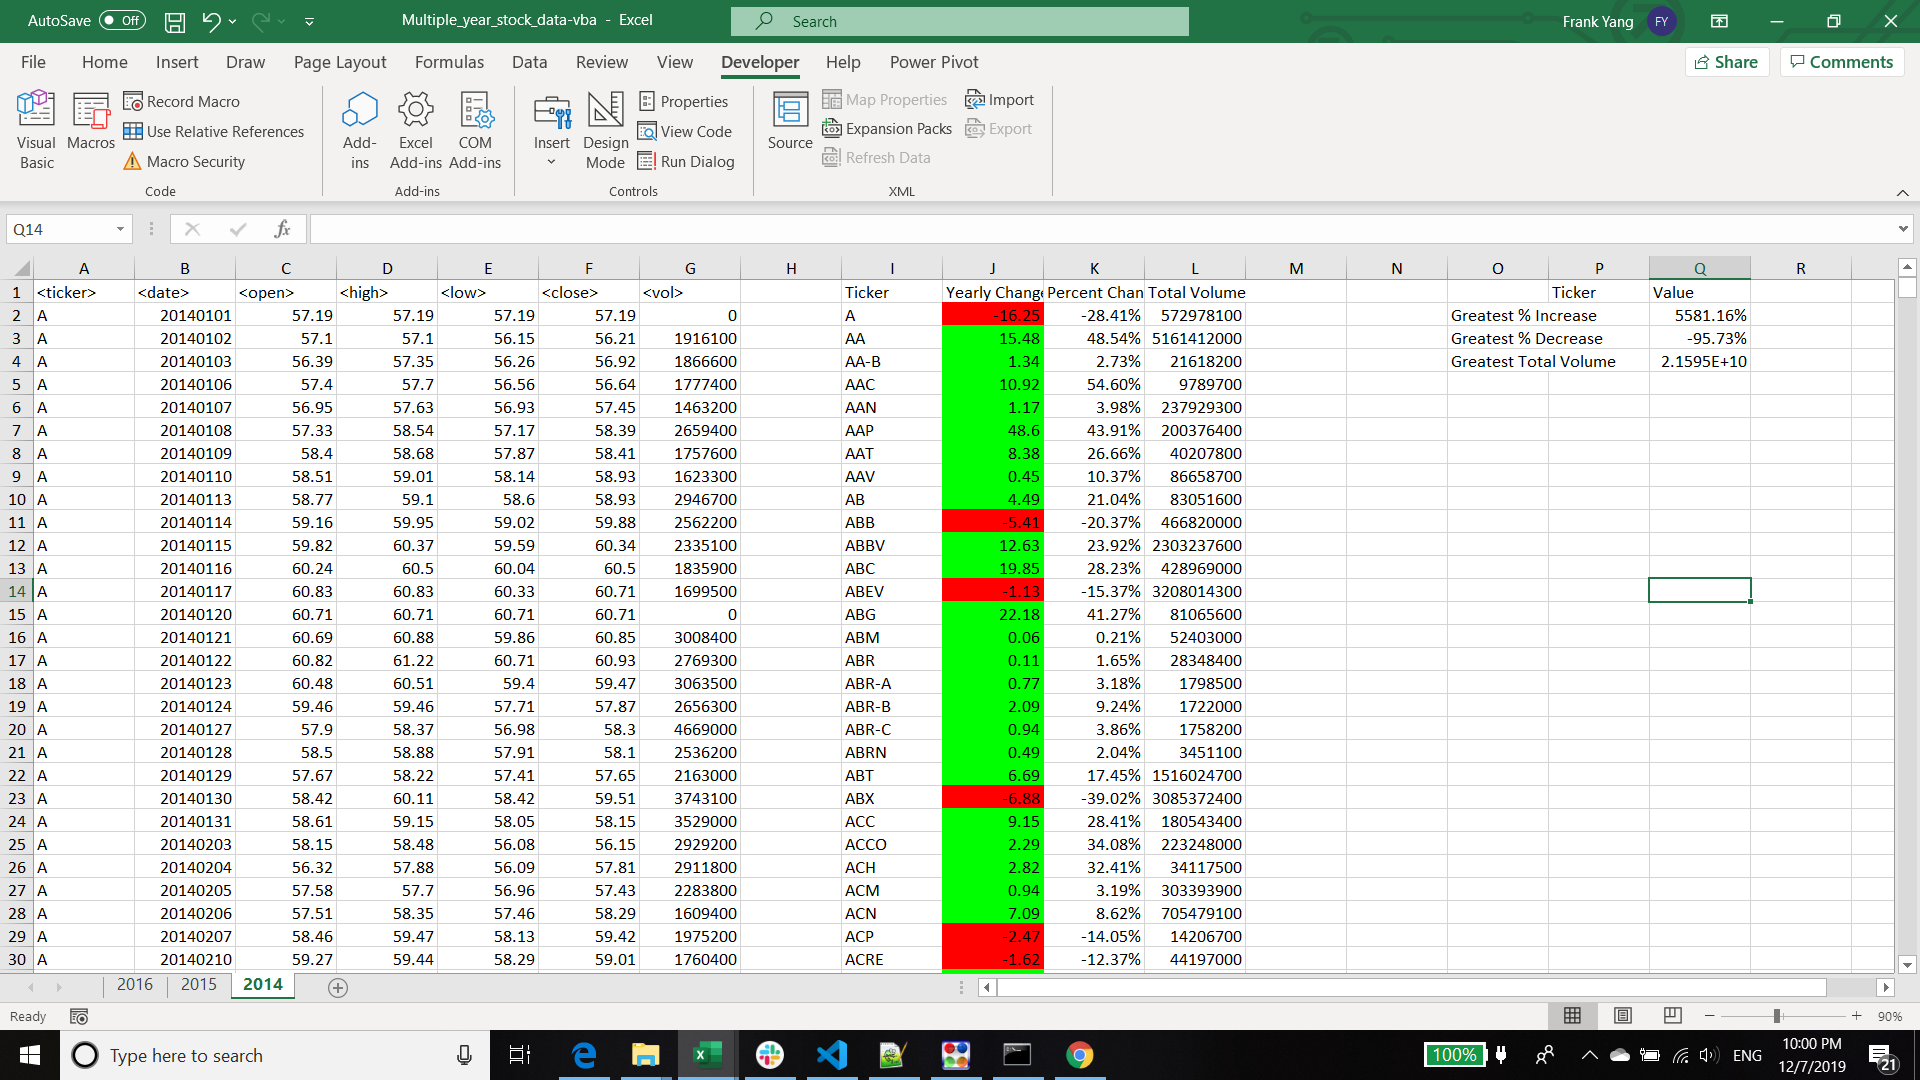 AutoSave Off Multiple_year_stock_data-vba - Excel Search Frank Yang FY
File Home Insert Draw Page Layout Formulas Data Review View Developer Help Power Pivot Share Comments
Visual Basic
Macros
Record Macro
Use Relative References
Macro Security
Code
Add-ins
Excel Add-ins
COM Add-ins
Add-ins
Insert
Design Mode
Properties
View Code
Run Dialog
Controls
Source
Map Properties
Expansion Packs
Refresh Data
Import
Export
XML
Q14 fx
A B C D E F G H I J K L M N O P Q R
1 <ticker> <date> <open> <high> <low> <close> <vol> Ticker Yearly Change Percent Chan Total Volume Ticker Value
2 A 20140101 57.19 57.19 57.19 57.19 0 A -16.25 -28.41% 572978100 Greatest % Increase 5581.16%
3 A 20140102 57.1 57.1 56.15 56.21 1916100 AA 15.48 48.54% 5161412000 Greatest % Decrease -95.73%
4 A 20140103 56.39 57.35 56.26 56.92 1866600 AA-B 1.34 2.73% 21618200 Greatest Total Volume 2.1595E+10
5 A 20140106 57.4 57.7 56.56 56.64 1777400 AAC 10.92 54.60% 9789700
6 A 20140107 56.95 57.63 56.93 57.45 1463200 AAN 1.17 3.98% 237929300
7 A 20140108 57.33 58.54 57.17 58.39 2659400 AAP 48.6 43.91% 200376400
8 A 20140109 58.4 58.68 57.87 58.41 1757600 AAT 8.38 26.66% 40207800
9 A 20140110 58.51 59.01 58.14 58.93 1623300 AAV 0.45 10.37% 86658700
10 A 20140113 58.77 59.1 58.6 58.93 2946700 AB 4.49 21.04% 83051600
11 A 20140114 59.16 59.95 59.02 59.88 2562200 ABB -5.41 -20.37% 466820000
12 A 20140115 59.82 60.37 59.59 60.34 2335100 ABBV 12.63 23.92% 2303237600
13 A 20140116 60.24 60.5 60.04 60.5 1835900 ABC 19.85 28.23% 428969000
14 A 20140117 60.83 60.83 60.33 60.71 1699500 ABEV -1.13 -15.37% 3208014300
15 A 20140120 60.71 60.71 60.71 60.71 0 ABG 22.18 41.27% 81065600
16 A 20140121 60.69 60.88 59.86 60.85 3008400 ABM 0.06 0.21% 52403000
17 A 20140122 60.82 61.22 60.71 60.93 2769300 ABR 0.11 1.65% 28348400
18 A 20140123 60.48 60.51 59.4 59.47 3063500 ABR-A 0.77 3.18% 1798500
19 A 20140124 59.46 59.46 57.71 57.87 2656300 ABR-B 2.09 9.24% 1722000
20 A 20140127 57.9 58.37 56.98 58.3 4669000 ABR-C 0.94 3.86% 1758200
21 A 20140128 58.5 58.88 57.91 58.1 2536200 ABRN 0.49 2.04% 3451100
22 A 20140129 57.67 58.22 57.41 57.65 2163000 ABT 6.69 17.45% 1516024700
23 A 20140130 58.42 60.11 58.42 59.51 3743100 ABX -6.88 -39.02% 3085372400
24 A 20140131 58.61 59.15 58.05 58.15 3529000 ACC 9.15 28.41% 180543400
25 A 20140203 58.15 58.48 56.08 56.15 2929200 ACCO 2.29 34.08% 223248000
26 A 20140204 56.32 57.88 56.09 57.81 2911800 ACH 2.82 32.41% 34117500
27 A 20140205 57.58 57.7 56.96 57.43 2283800 ACM 0.94 3.19% 303393900
28 A 20140206 57.51 58.35 57.46 58.29 1609400 ACN 7.09 8.62% 705479100
29 A 20140207 58.46 59.47 58.13 59.42 1975200 ACP -2.47 -14.05% 14206700
30 A 20140210 59.27 59.44 58.29 59.01 1760400 ACRE -1.62 -12.37% 44197000
2016 2015 2014
Ready 90%
Type here to search 100% ENG 10:00 PM
12/7/2019 21